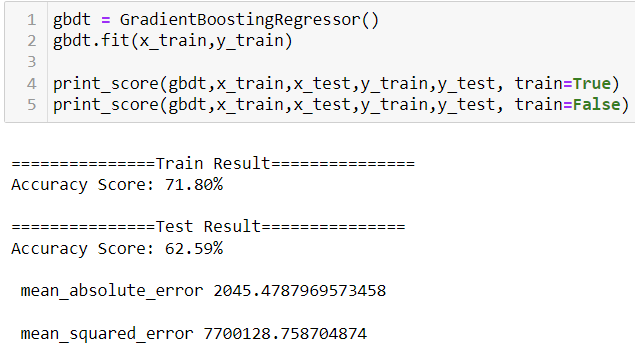 1 gbdt = GradientBoostingRegressor()
2 gbdt.fit(x_train,y_train)
3
4 print_score(gbdt,x_train,x_test,y_train,y_test, train=True)
5 print_score(gbdt,x_train,x_test,y_train,y_test, train=False)
===============Train Result===============
Accuracy Score: 71.80%
===============Test Result===============
Accuracy Score: 62.59%
mean_absolute_error 2045.4787969573458
mean_squared_error 7700128.758704874